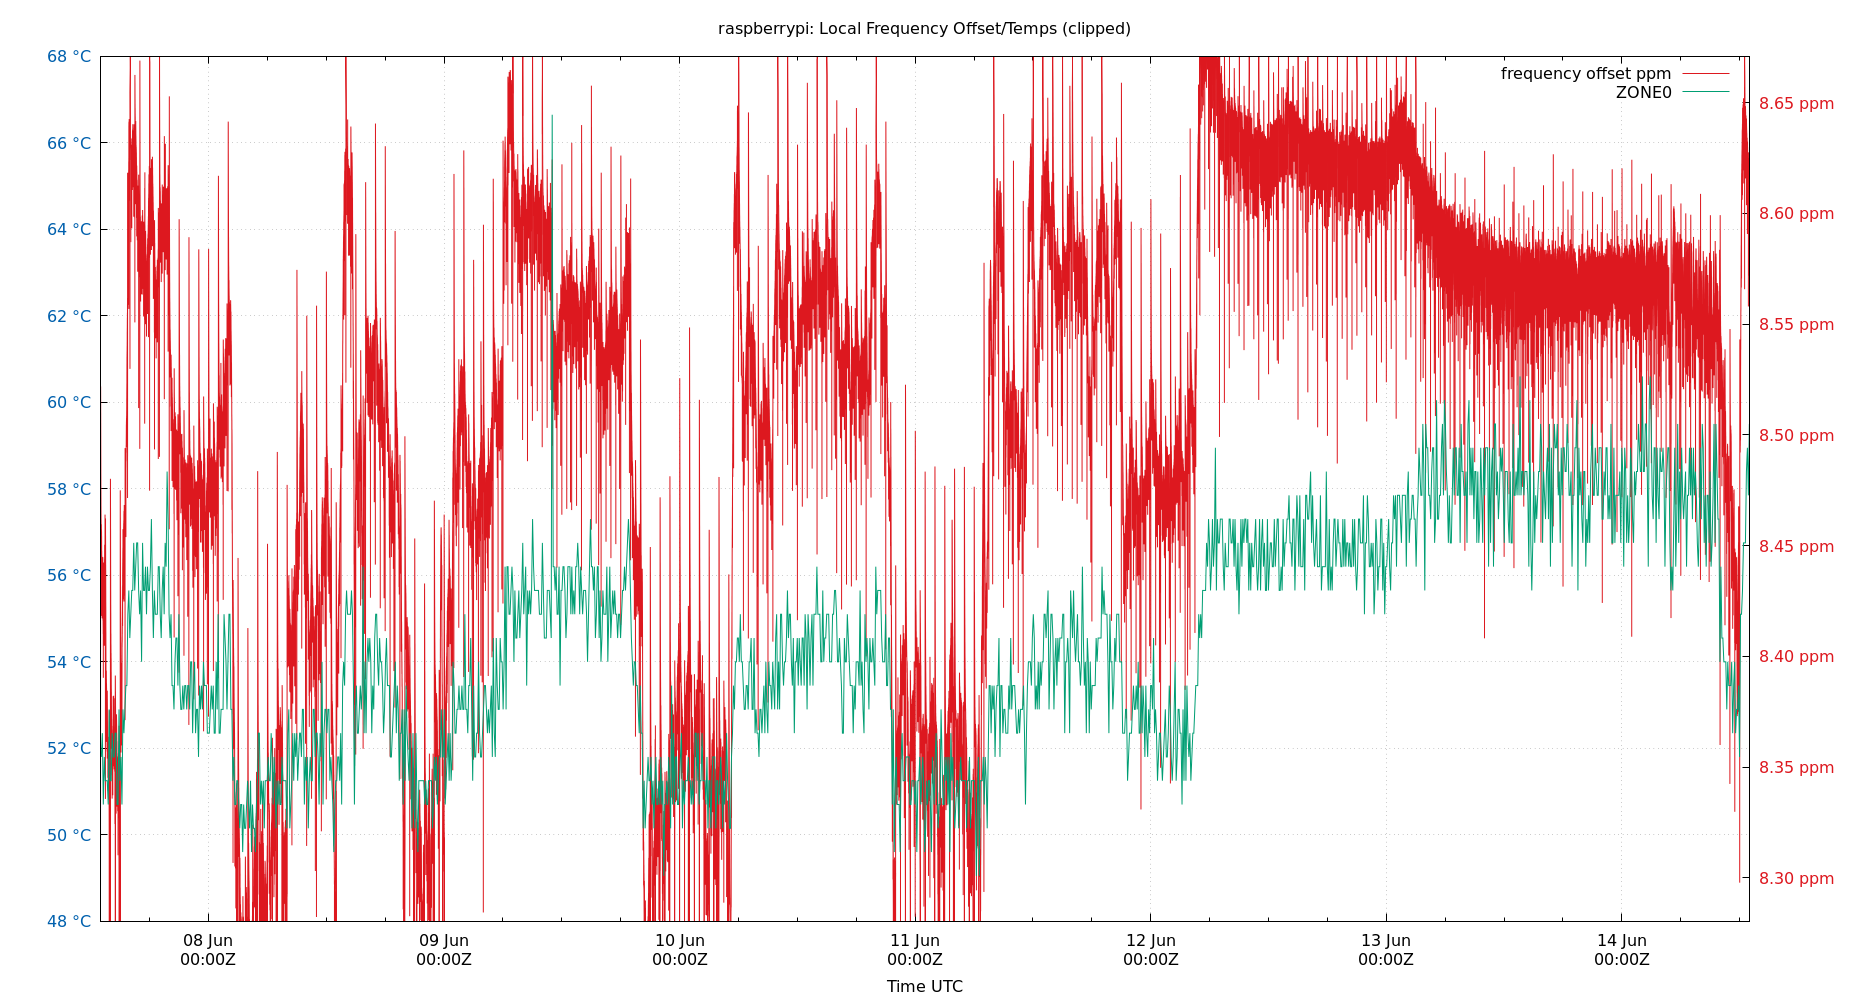 raspberrypi: Local Frequency Offset/Temps (clipped)
68 °C
66 °C
64 °C
62 °C
60 °C
58 °C
56 °C
54 °C
52 °C
50 °C
48 °C
frequency offset ppm
ZONE0
8.65 ppm
8.60 ppm
8.55 ppm
8.50 ppm
8.45 ppm
8.40 ppm
8.35 ppm
8.30 ppm
08 Jun
00:00Z
09 Jun
00:00Z
10 Jun
00:00Z
11 Jun
00:00Z
12 Jun
00:00Z
13 Jun
00:00Z
14 Jun
00:00Z
Time UTC